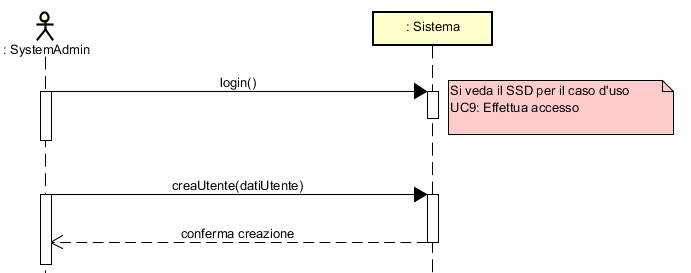 : SystemAdmin
: Sistema
login()
Si veda il SSD per il caso d'uso
UC9: Effettua accesso
creaUtente(datiUtente)
conferma creazione